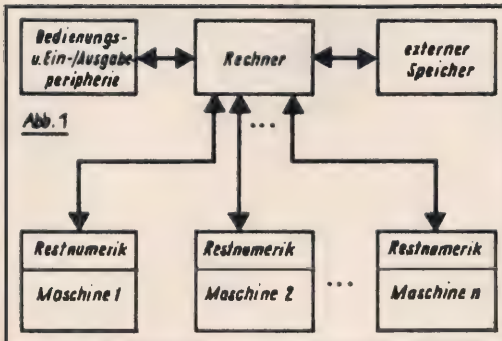 Bedienungs-
u. Ein-/Ausgabe
peripherie
Rechner
externer
Speicher
Abb. 1
...
Restnumerik
Maschine 1
Restnumerik
Maschine 2
...
Restnumerik
Maschine n